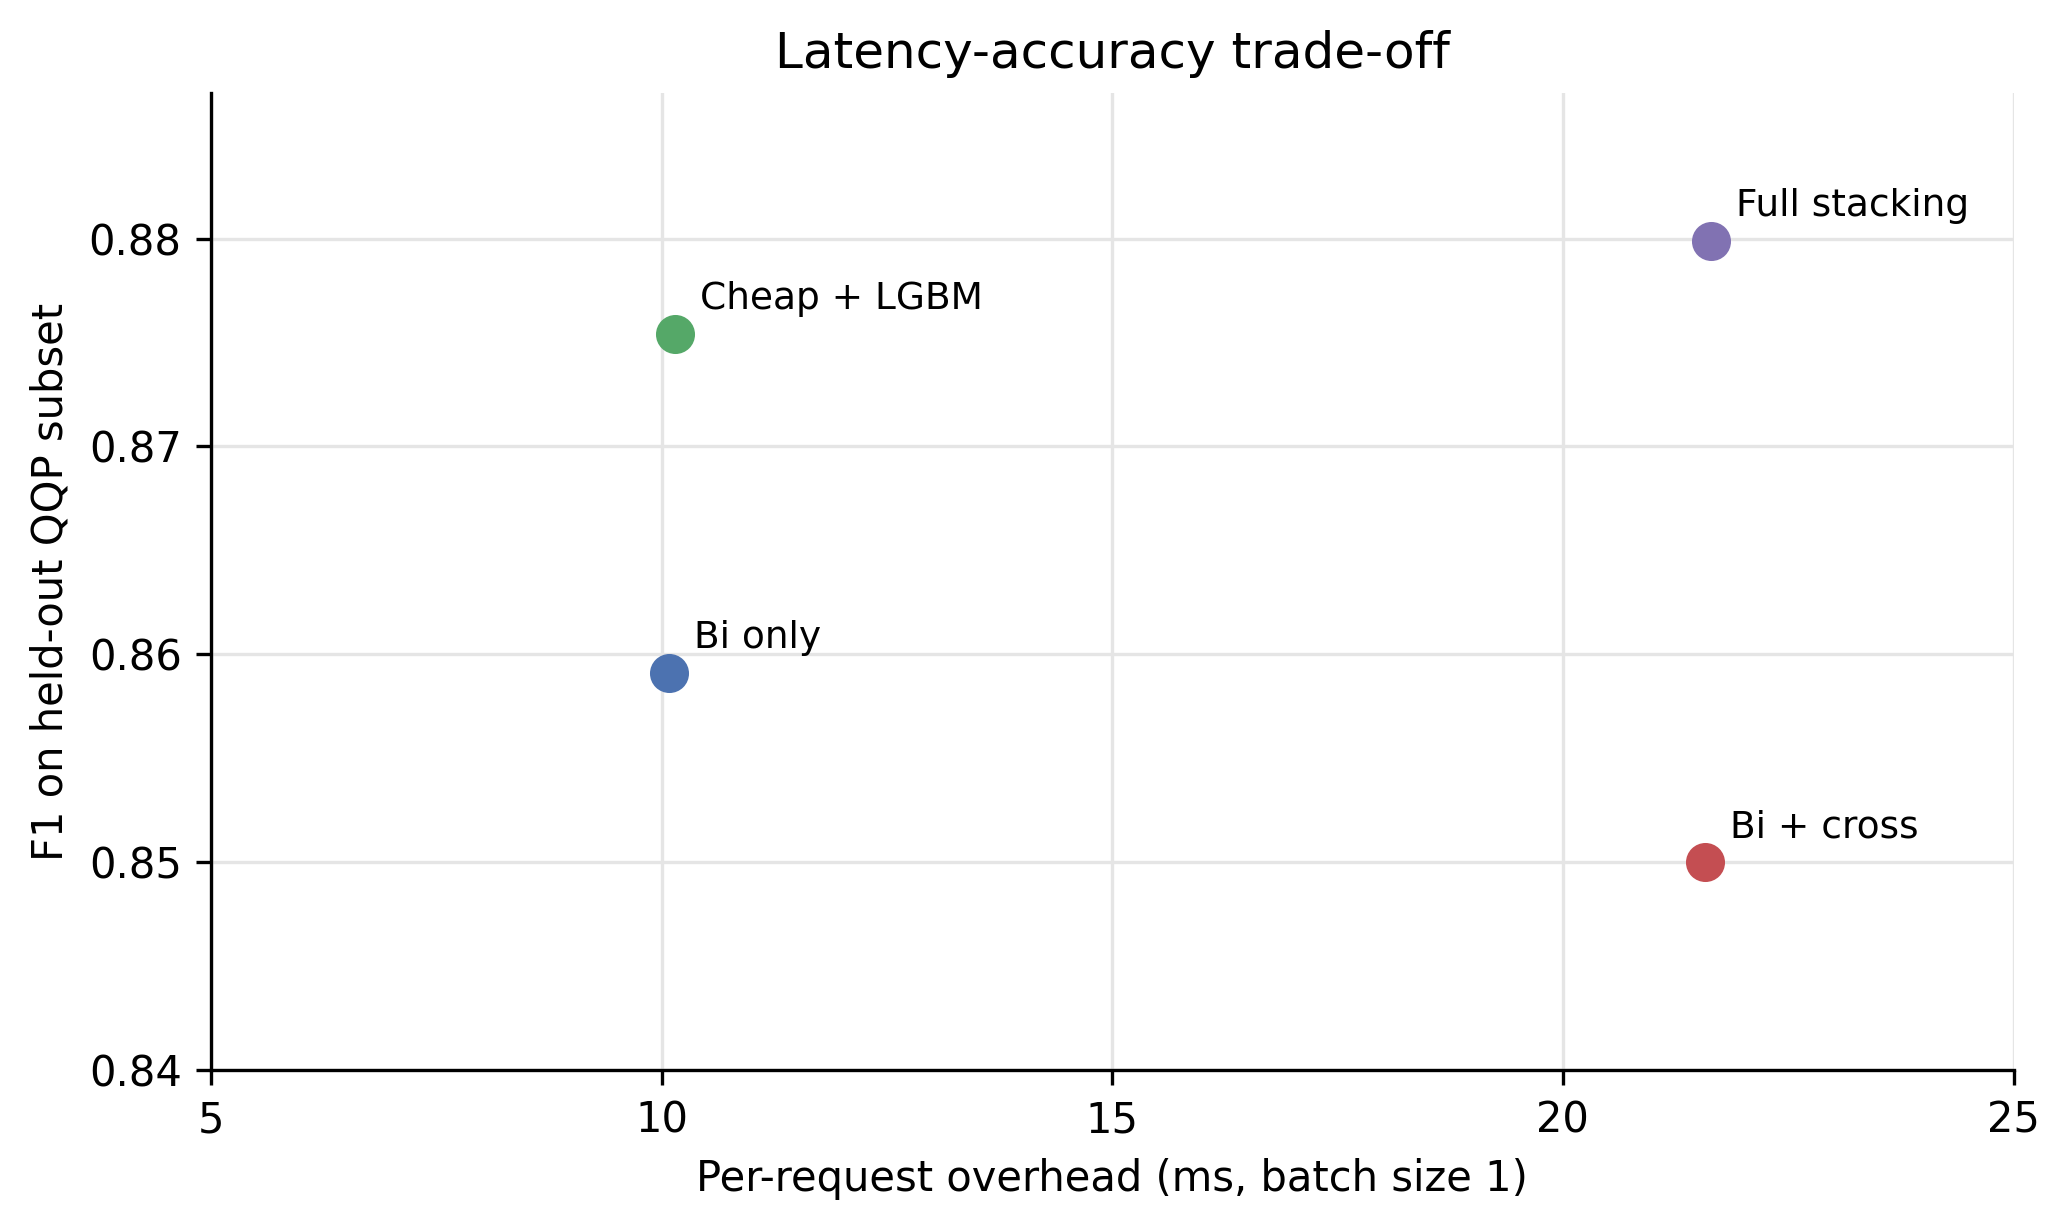 Latency-accuracy trade-off
F1 on held-out QQP subset
0.88
0.87
0.86
0.85
0.84
Full stacking
Cheap + LGBM
Bi only
Bi + cross
5
10
15
20
25
Per-request overhead (ms, batch size 1)